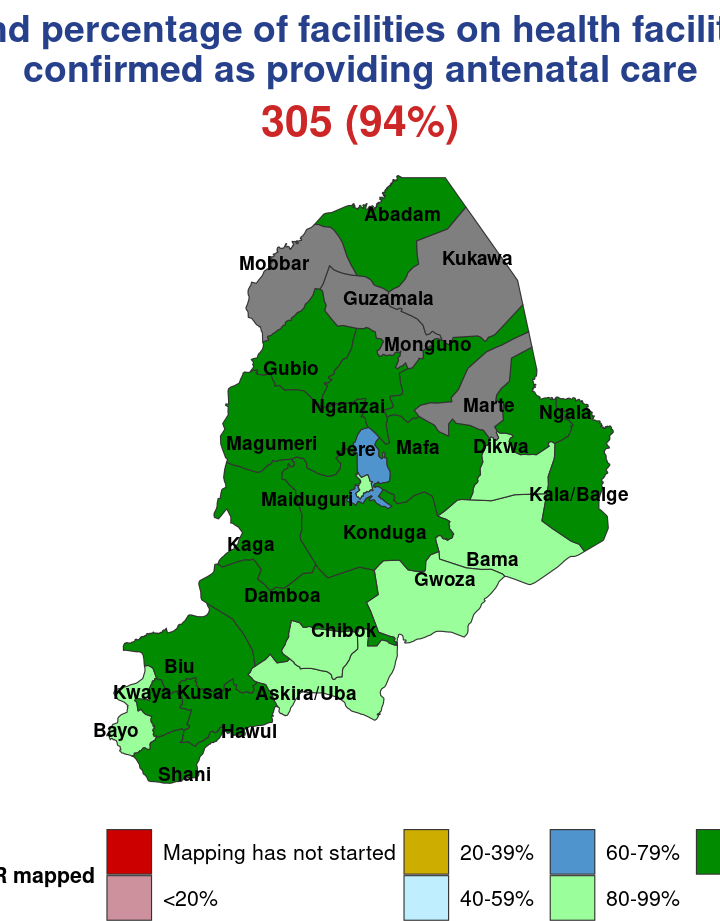 percentage of facilities on health
confirmed as providing antenatal care
305 (94%)
Abadam
Kukawa
Mobbar
Guzamala
Monguno
Gubio
Nganzai
Marte
Ngala
Magumeri
Jere
Mafa
Dikwa
Maiduguri
Kala/Balge
Konduga
Kaga
Bama
Gwoza
Damboa
Chibok
Biu
Kwaya Kusar
Askira/Uba
Bayo
Hawul
Shani
Mapping has not started
20-39%
60-79%
R mapped
<20%
40-59%
80-99%